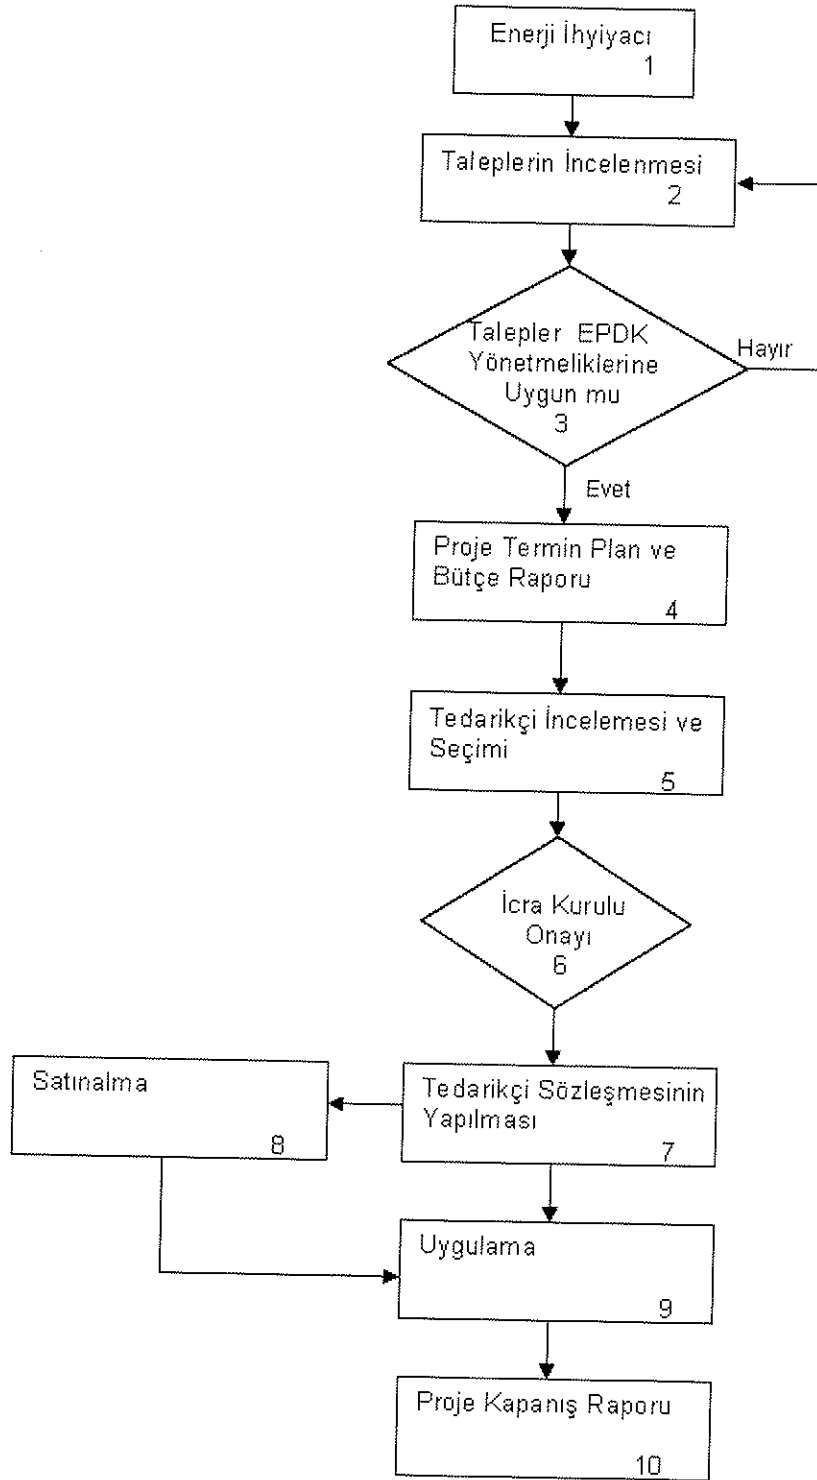 Enerji İhyiyacı
1
Taleplerin İncelenmesi
2
Talepler EPDK
Yönetmeliklerine
Uygun mu
3
Hayır
Evet
Proje Termin Plan ve
Bütçe Raporu
4
Tedarikçi İncelemesi ve
Seçimi
5
İcra Kurulu
Onayı
6
Tedarikçi Sözleşmesinin
Yapılması
7
Satınalma
8
Uygulama
9
Proje Kapanış Raporu
10